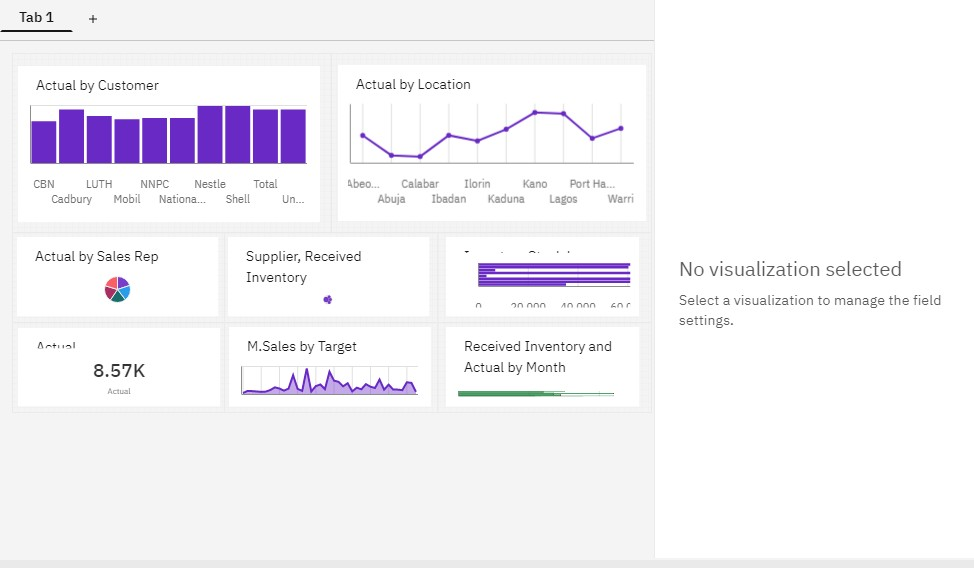 Tab 1 +
Actual by Customer
CBN LUTH NNPC Nestle Total
Cadbury Mobil Nationa... Shell Un...
Actual by Location
Abeo... Calabar Ilorin Kano Port Ha...
Abuja Ibadan Kaduna Lagos Warri
Actual by Sales Rep
Supplier, Received
Inventory
0 20,000 40,000
Actual
8.57K
Actual
M.Sales by Target
Received Inventory and
Actual by Month
No visualization selected
Select a visualization to manage the field
settings.